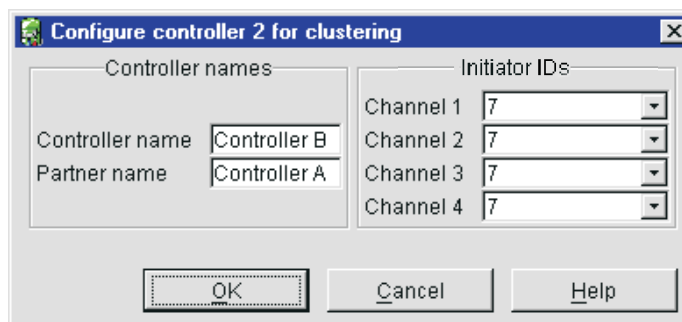 Configure controller 2 for clustering
Controller names
Controller name Controller B
Partner name Controller A
Initiator IDs
Channel 1 7
Channel 2 7
Channel 3 7
Channel 4 7
OK Cancel Help